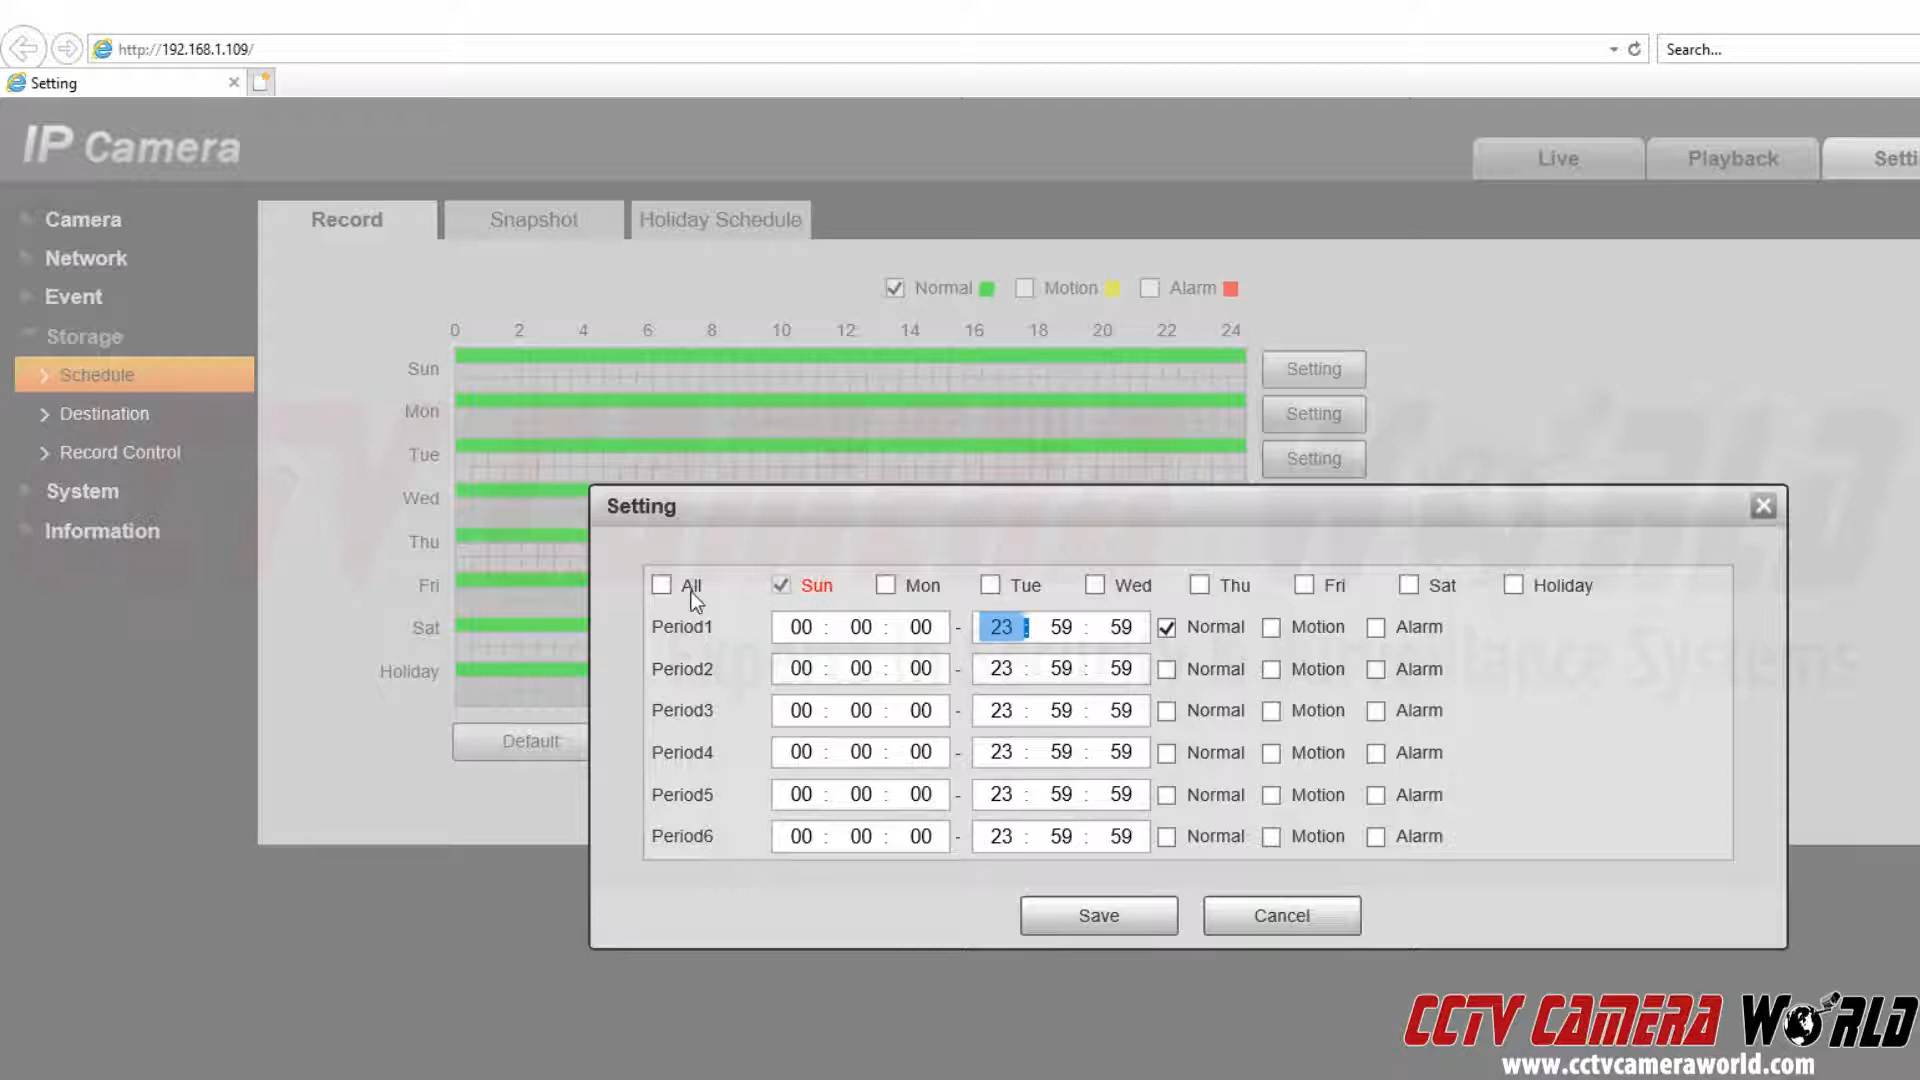 http://192.168.1.109/
Search...
Setting
IP Camera
Live Playback Setti
Camera
Network
Event
Storage
Schedule
Destination
Record Control
System
Information
Record Snapshot Holiday Schedule
Normal Motion Alarm
0 2 4 6 8 10 12 14 16 18 20 22 24
Sun Setting
Mon Setting
Tue Setting
Wed
Thu
Fri
Sat
Holiday
Default
Setting
All Sun Mon Tue Wed Thu Fri Sat Holiday
Period1 00 : 00 : 00 - 23 : 59 : 59 Normal Motion Alarm
Period2 00 : 00 : 00 - 23 : 59 : 59 Normal Motion Alarm
Period3 00 : 00 : 00 - 23 : 59 : 59 Normal Motion Alarm
Period4 00 : 00 : 00 - 23 : 59 : 59 Normal Motion Alarm
Period5 00 : 00 : 00 - 23 : 59 : 59 Normal Motion Alarm
Period6 00 : 00 : 00 - 23 : 59 : 59 Normal Motion Alarm
Save Cancel
CCTV CAMERA WORLD
www.cctvcameraworld.com